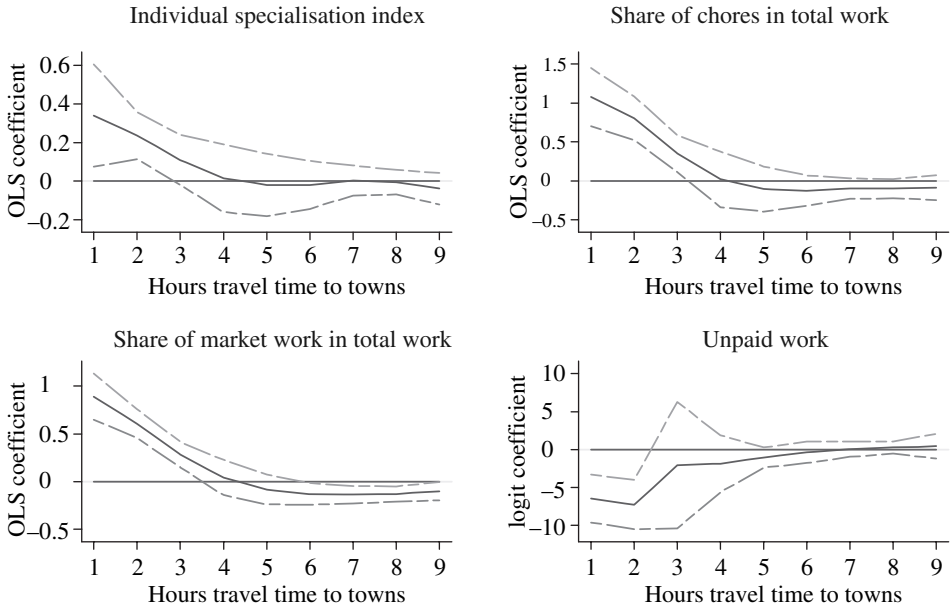 Individual specialisation index
OLS coefficient
0.6
0.4
0.2
0
−0.2
1 2 3 4 5 6 7 8 9
Hours travel time to towns
Share of chores in total work
OLS coefficient
1.5
1
0.5
0
−0.5
1 2 3 4 5 6 7 8 9
Hours travel time to towns
Share of market work in total work
OLS coefficient
1
0.5
0
−0.5
1 2 3 4 5 6 7 8 9
Hours travel time to towns
Unpaid work
logit coefficient
10
5
0
−5
−10
1 2 3 4 5 6 7 8 9
Hours travel time to towns